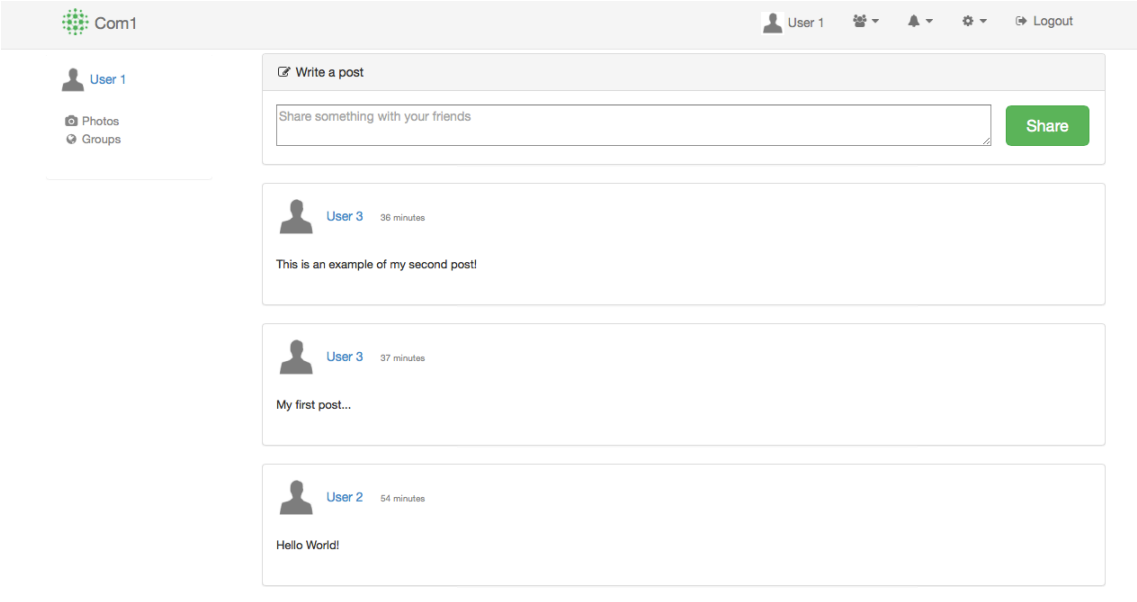 Com1
User 1
Logout
User 1
Photos
Groups
Write a post
Share something with your friends
Share
User 3 36 minutes
This is an example of my second post!
User 3 37 minutes
My first post...
User 2 54 minutes
Hello World!